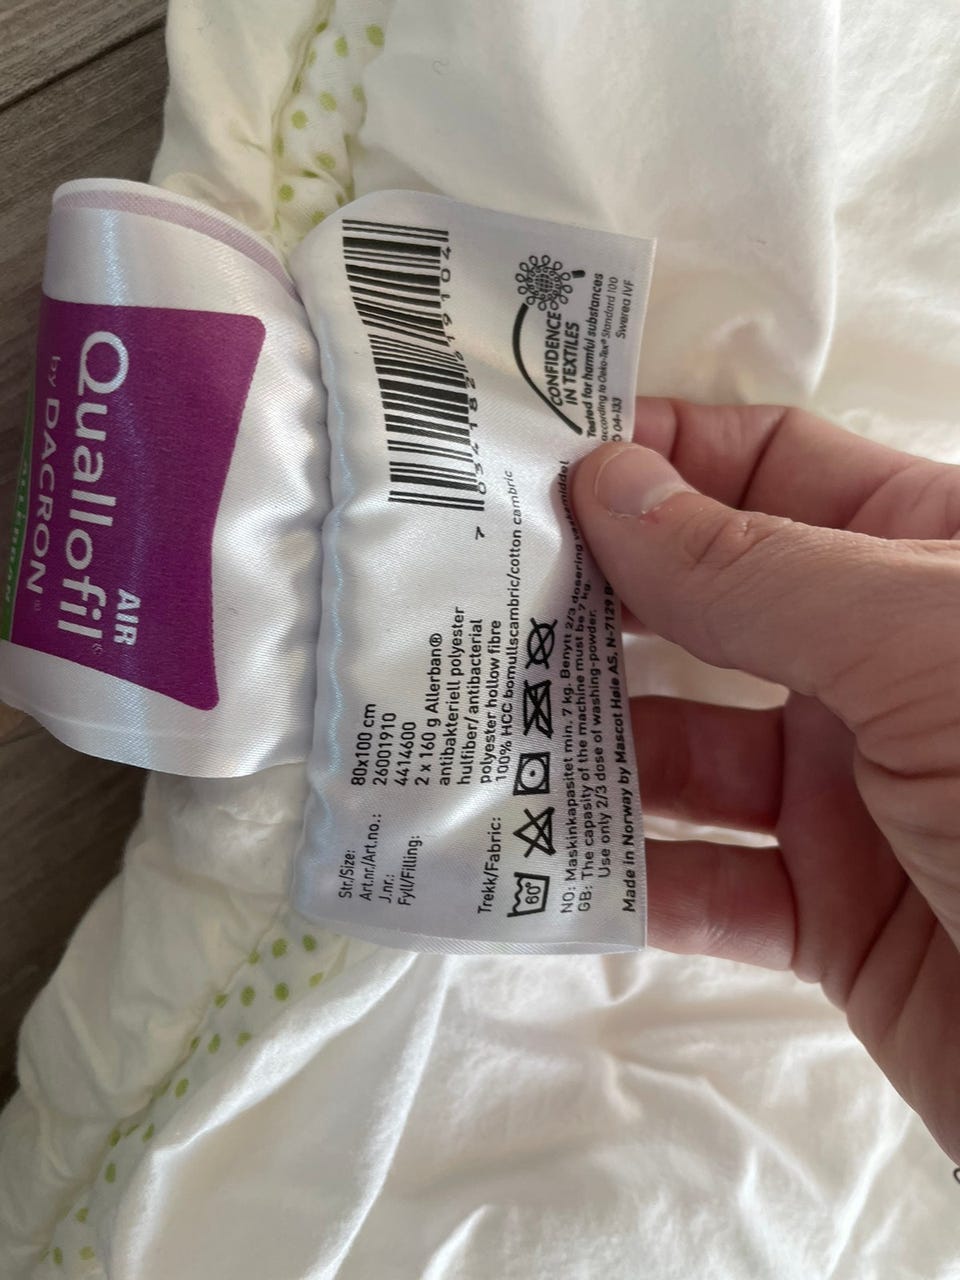 Quallofil®
AIR
by DACRON®
Str/Size: 80x100 cm
Art.nr./Art.no.: 26001910
J.nr.: 4414600
Fyll/Filling: 2 x 160 g Allerban®
antibakteriell polyester
hulfiber/antibacterial
polyester hollow fibre
Trekk/Fabric: 100% HCC bomullscambric/cotton cambric
60°
NO: Maskinkapasitet min. 7 kg. Benytt 2/3 dosering vaskemiddel
GB: The capacity of the machine must be 7 kg.
Use only 2/3 dose of washing-powder.
Made in Norway by Mascot Høie AS, N-7129 B
CONFIDENCE
IN TEXTILES
Tested for harmful substances
according to Oeko-Tex® Standard 100
04-133 Swerea IVF